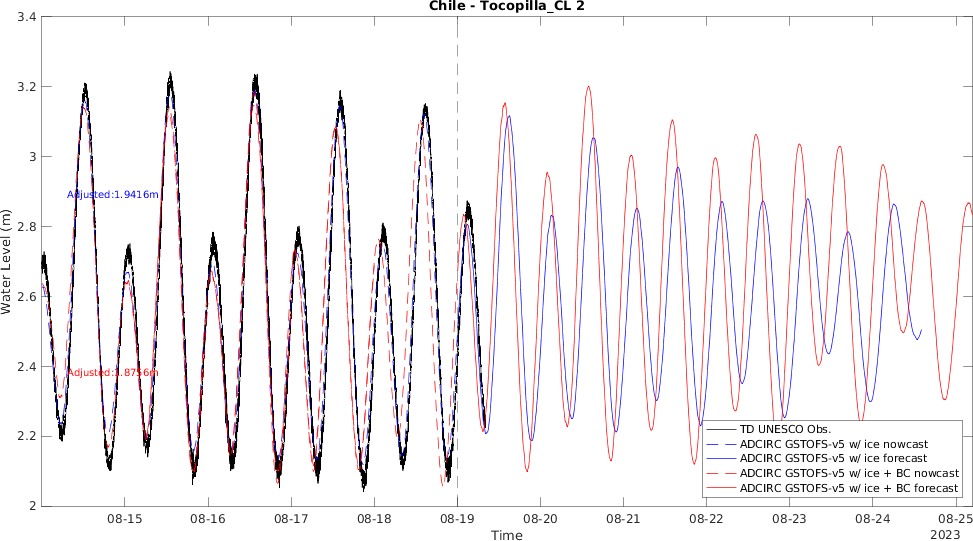 Chile - Tocopilla_CL 2
3.4
3.2
3
2.8
2.6
2.4
2.2
2
Water Level (m)
Adjusted:1.9416m
Adjusted:1.8756m
TD UNESCO Obs.
ADCIRC GSTOFS-v5 w/ ice nowcast
ADCIRC GSTOFS-v5 w/ ice forecast
ADCIRC GSTOFS-v5 w/ ice + BC nowcast
ADCIRC GSTOFS-v5 w/ ice + BC forecast
08-15 08-16 08-17 08-18 08-19 08-20 08-21 08-22 08-23 08-24 08-25
Time
2023